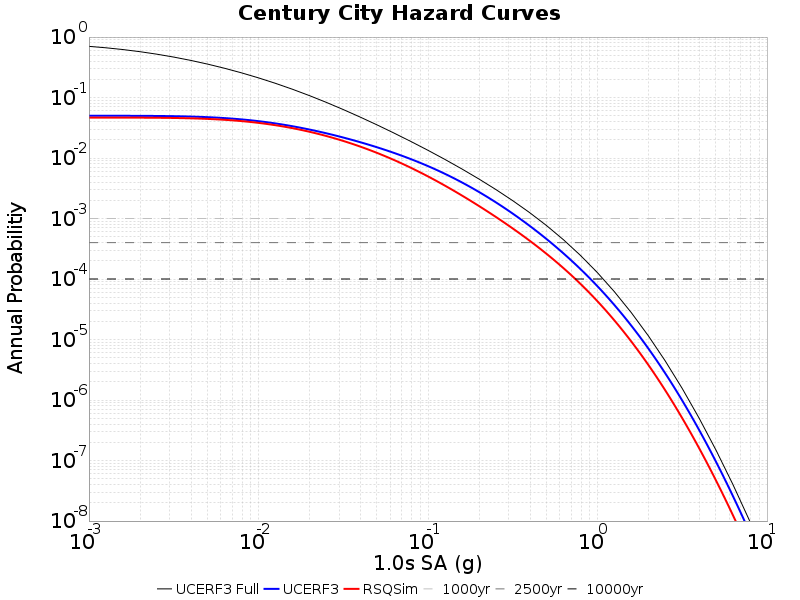 Century City Hazard Curves
Annual Probabilitiy
10^0
10^-1
10^-2
10^-3
10^-4
10^-5
10^-6
10^-7
10^-8
10^-3 10^-2 10^-1 10^0 10^1
1.0s SA (g)
UCERF3 Full UCERF3 RSQSim 1000yr 2500yr 10000yr